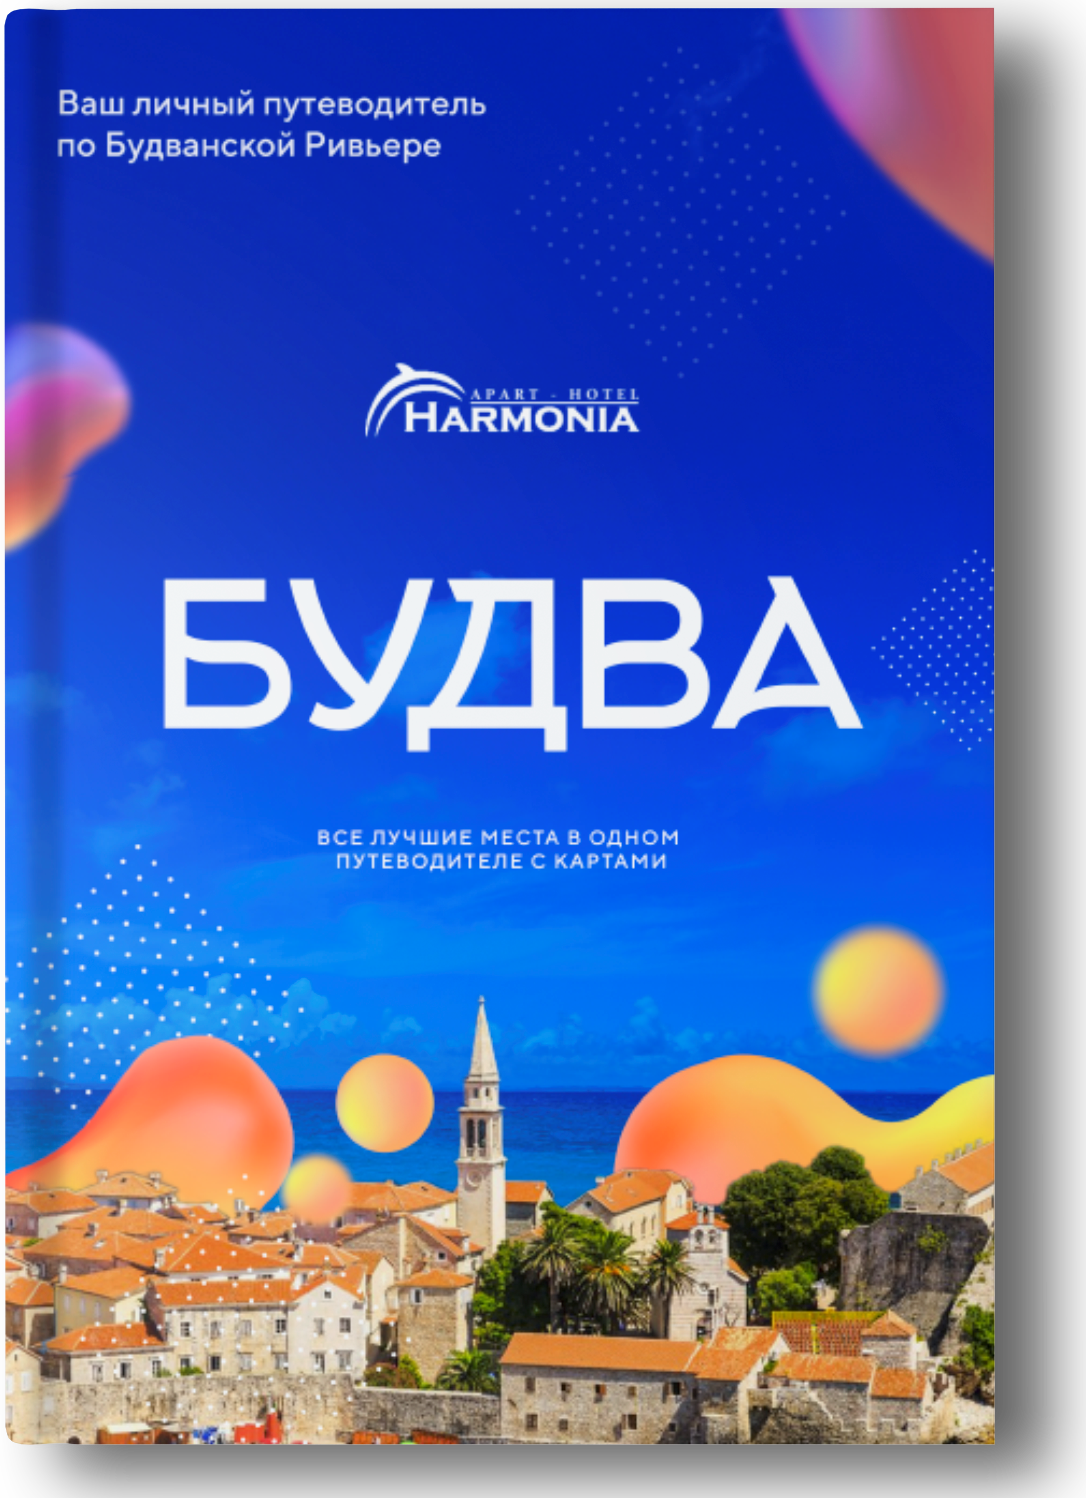 Ваш личный путеводитель
по Будванской Ривьере
APART - HOTEL
HARMONIA
БУДВА
ВСЕ ЛУЧШИЕ МЕСТА В ОДНОМ
ПУТЕВОДИТЕЛЕ С КАРТАМИ